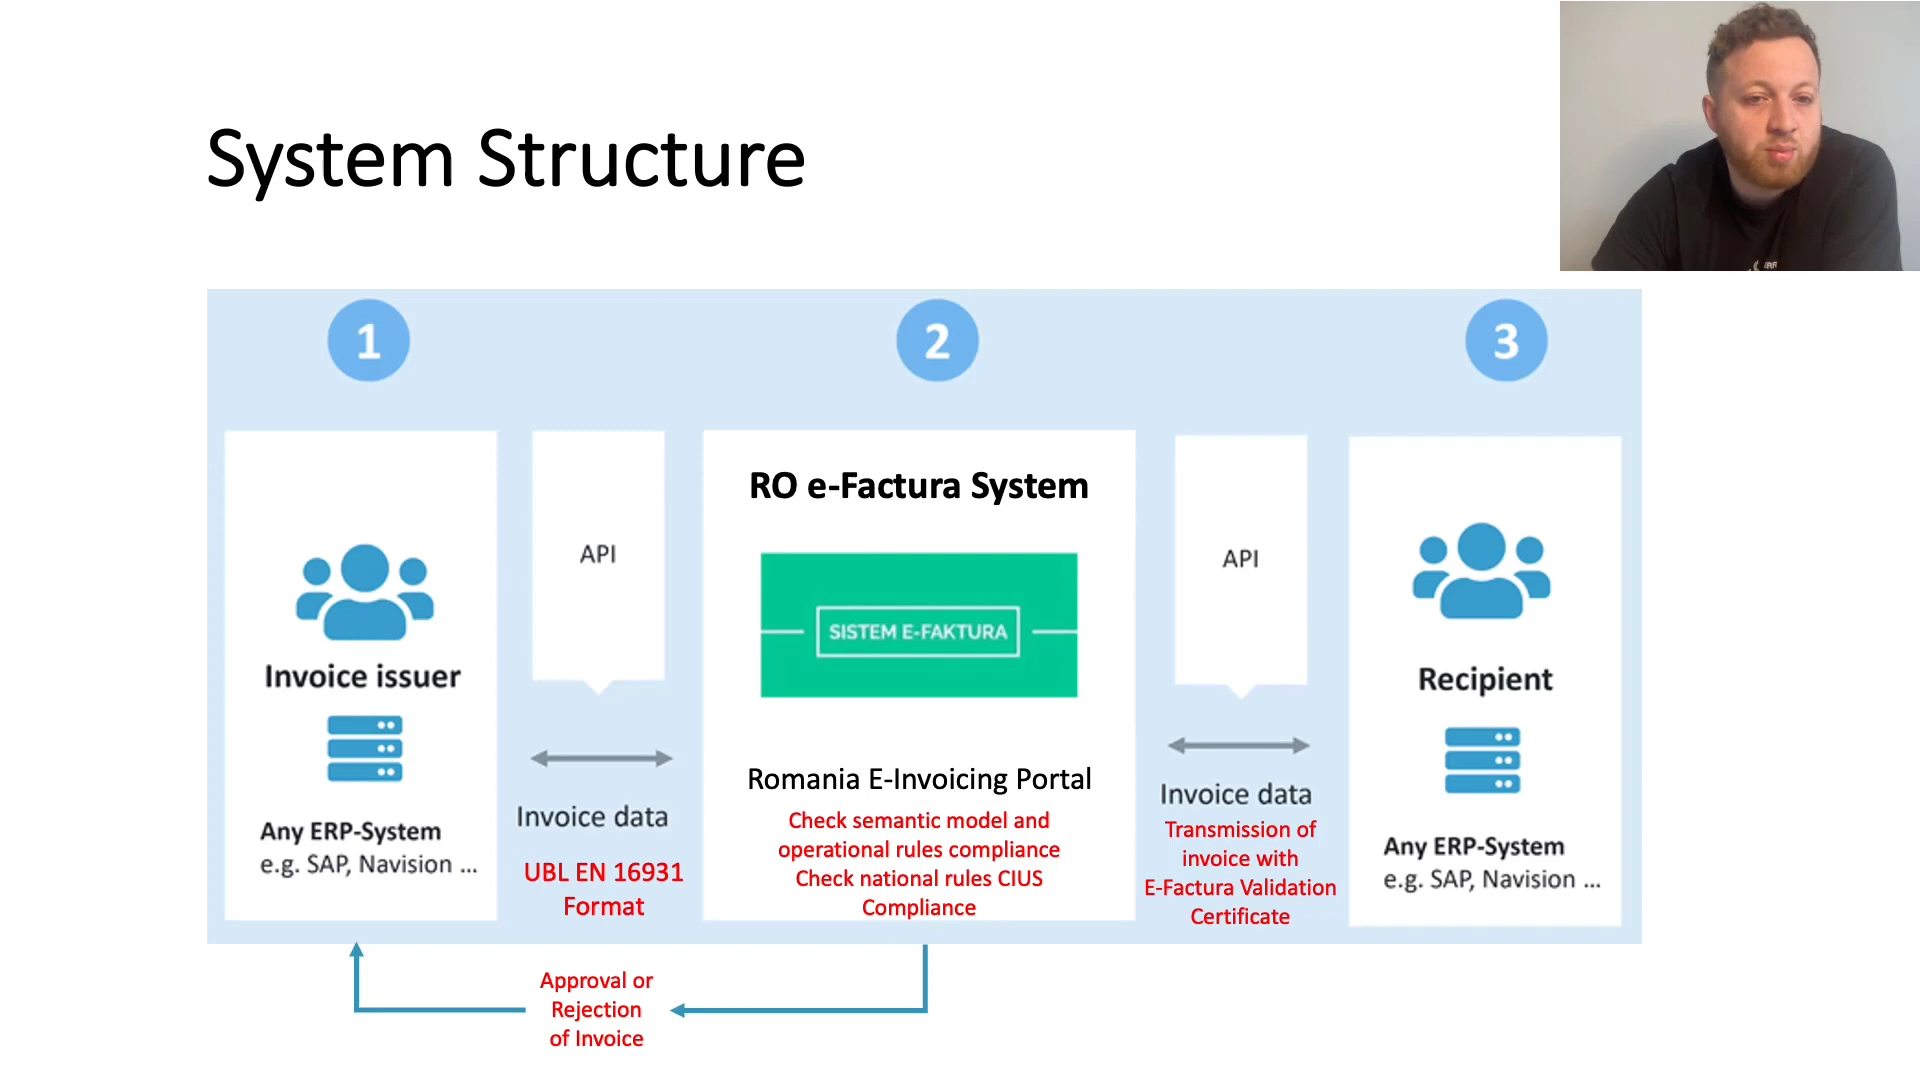 System Structure
1
2
3
Invoice issuer
Any ERP-System
e.g. SAP, Navision ...
API
Invoice data
UBL EN 16931
Format
RO e-Factura System
SISTEM E-FAKTURA
Romania E-Invoicing Portal
Check semantic model and
operational rules compliance
Check national rules CIUS
Compliance
API
Invoice data
Transmission of
invoice with
E-Factura Validation
Certificate
Recipient
Any ERP-System
e.g. SAP, Navision ...
Approval or
Rejection
of Invoice